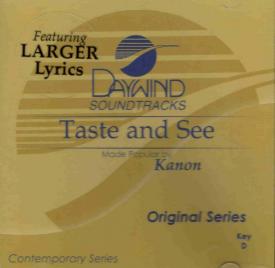 Featuring
LARGER
Lyrics
DAYWIND
SOUNDTRACKS
Taste and See
Made Popular by
Kanon
Original Series
Key
D
Contemporary Series